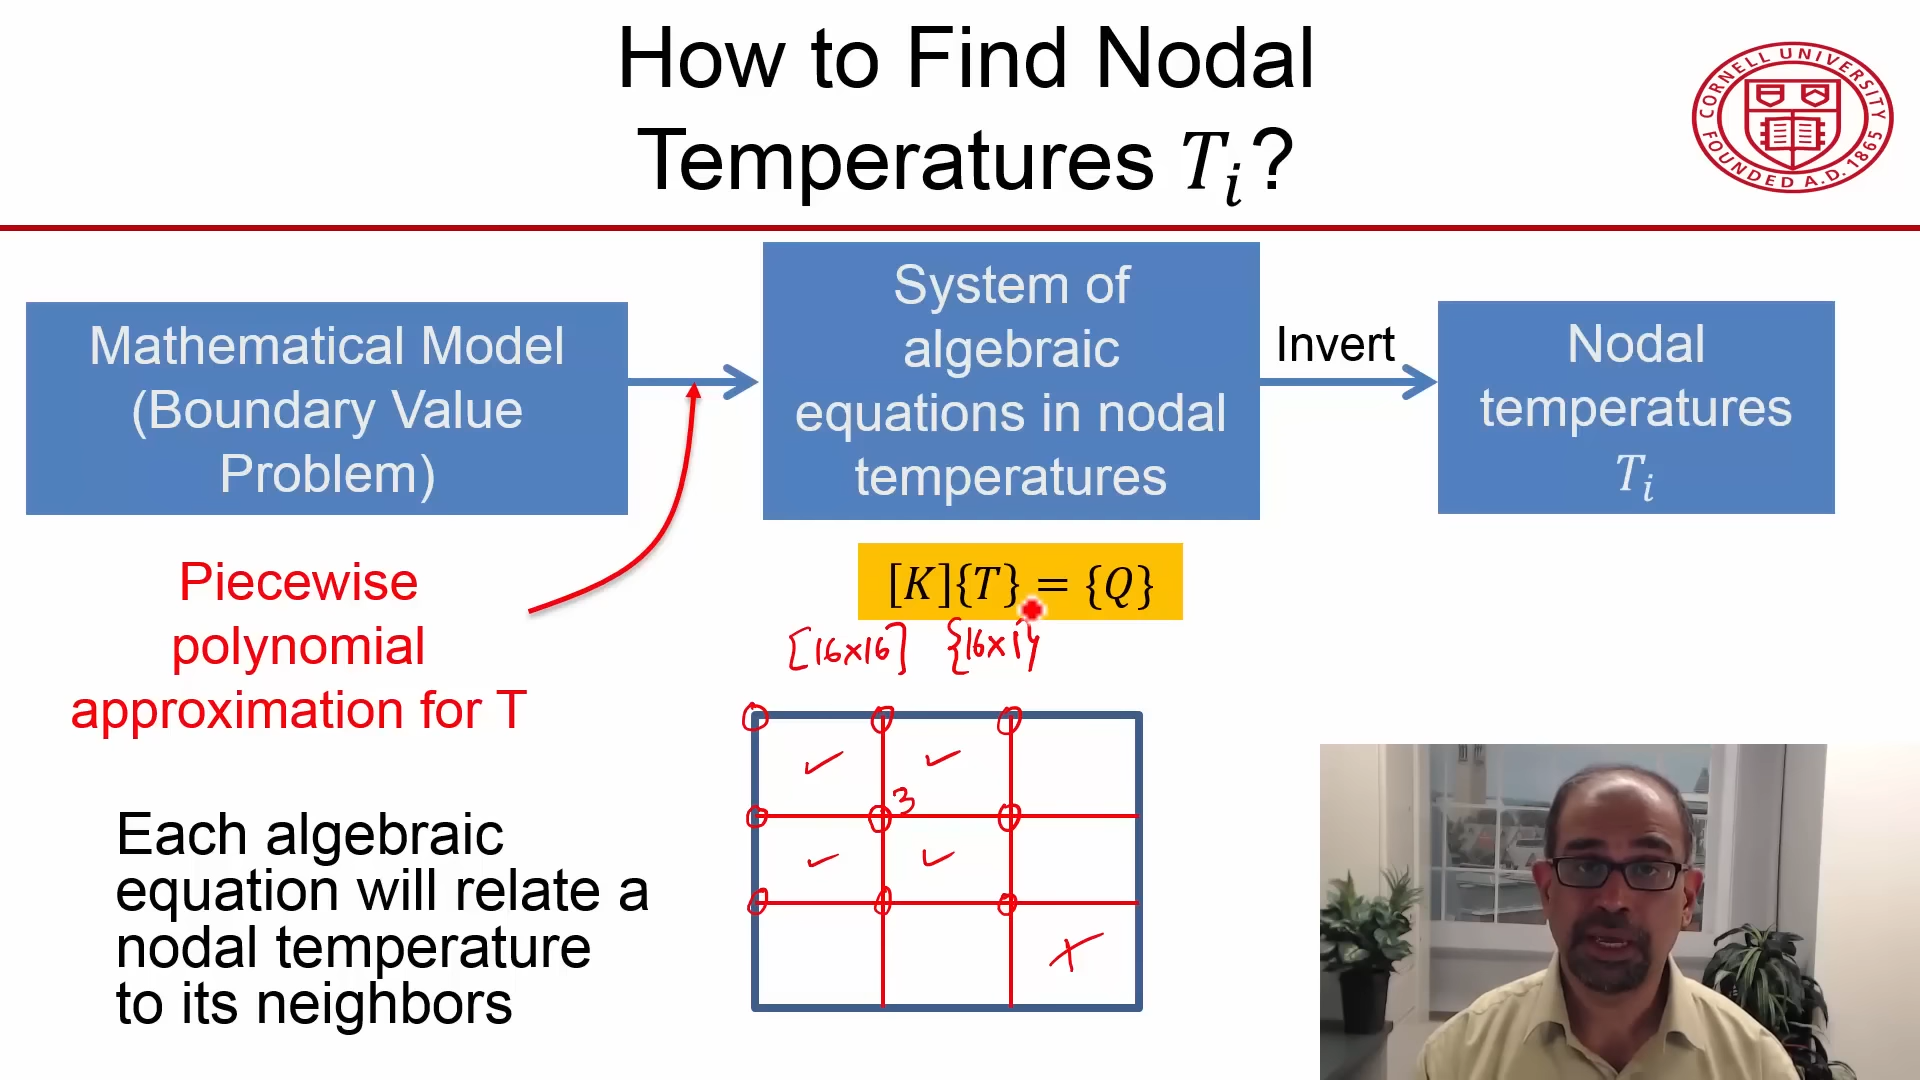 How to Find Nodal
Temperatures 𝑇ᵢ?
CORNELL UNIVERSITY
FOUNDED A.D. 1865
Mathematical Model
(Boundary Value
Problem)
System of
algebraic
equations in nodal
temperatures
Invert
Nodal
temperatures
𝑇ᵢ
[𝐾]{𝑇} = {𝑄}
[16×16] {16×1}
Piecewise
polynomial
approximation for T
3
Each algebraic
equation will relate a
nodal temperature
to its neighbors